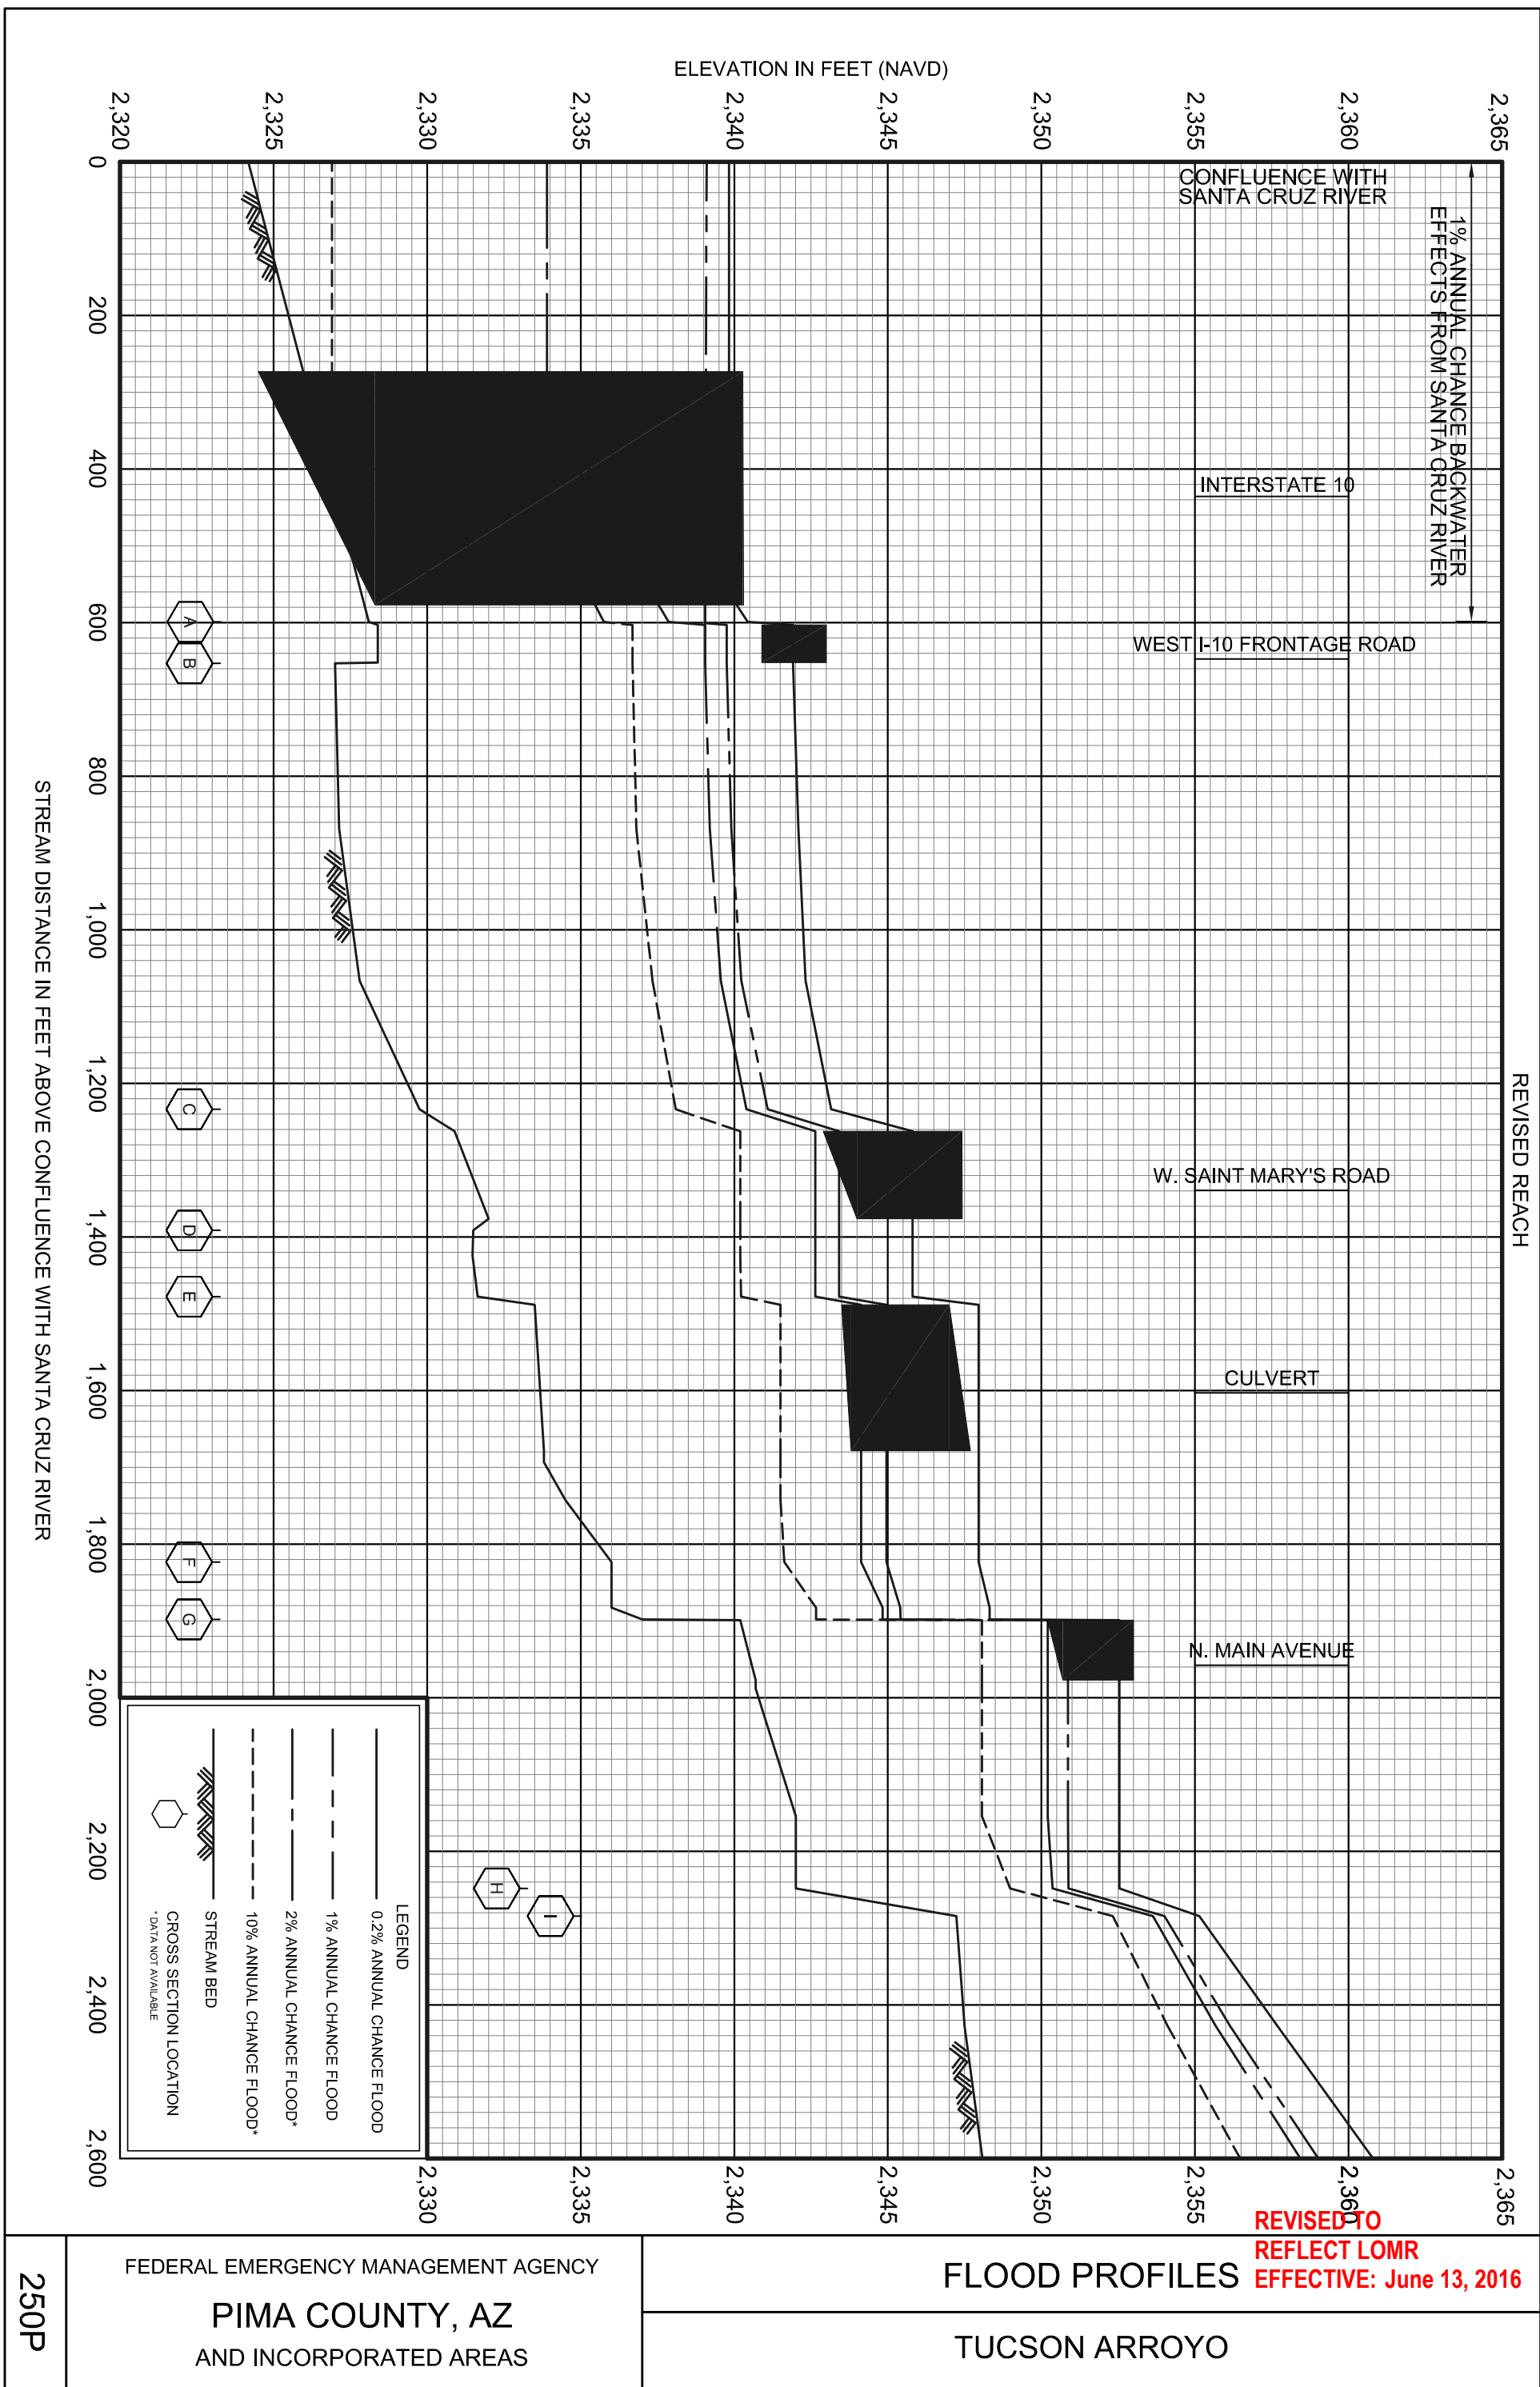 ELEVATION IN FEET (NAVD)
2,320
2,325
2,330
2,335
2,340
2,345
2,350
2,355
2,360
2,365
CONFLUENCE WITH
SANTA CRUZ RIVER
1% ANNUAL CHANCE BACKWATER
EFFECTS FROM SANTA CRUZ RIVER
INTERSTATE 10
WEST I-10 FRONTAGE ROAD
W. SAINT MARY'S ROAD
CULVERT
N. MAIN AVENUE
REVISED REACH
0
200
400
600
800
1,000
1,200
1,400
1,600
1,800
2,000
2,200
2,400
2,600
STREAM DISTANCE IN FEET ABOVE CONFLUENCE WITH SANTA CRUZ RIVER
A
B
C
D
E
F
G
H
I
LEGEND
0.2% ANNUAL CHANCE FLOOD
1% ANNUAL CHANCE FLOOD
2% ANNUAL CHANCE FLOOD*
10% ANNUAL CHANCE FLOOD*
STREAM BED
CROSS SECTION LOCATION
* DATA NOT AVAILABLE
2,330
2,335
2,340
2,345
2,350
2,355
2,360
2,365
REVISED TO
REFLECT LOMR
EFFECTIVE: June 13, 2016
FLOOD PROFILES
TUCSON ARROYO
FEDERAL EMERGENCY MANAGEMENT AGENCY
PIMA COUNTY, AZ
AND INCORPORATED AREAS
250P